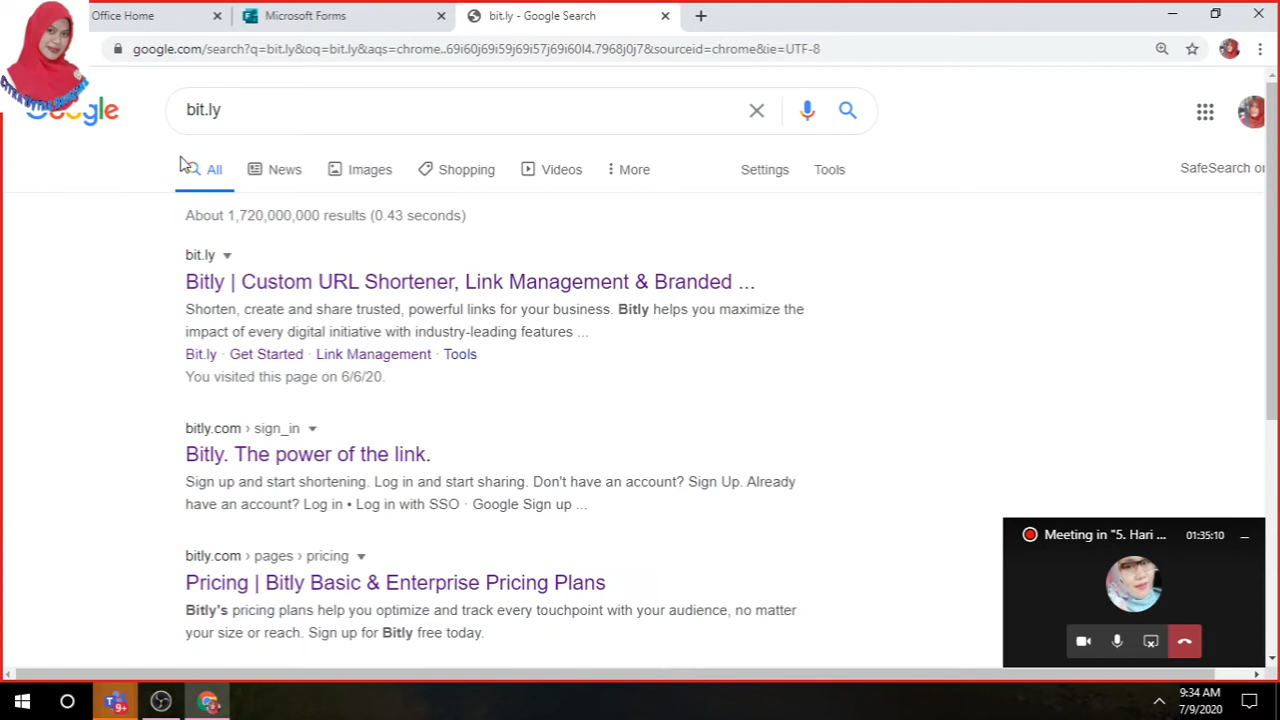 Office Home
Microsoft Forms
bit.ly - Google Search
google.com/search?q=bit.ly&oq=bit.ly&aqs=chrome..69i60j69i59j69i57j69i60l4.7968j0j7&sourceid=chrome&ie=UTF-8
Google
bit.ly
All News Images Shopping Videos More Settings Tools
SafeSearch on
About 1,720,000,000 results (0.43 seconds)
bit.ly
Bitly | Custom URL Shortener, Link Management & Branded ...
Shorten, create and share trusted, powerful links for your business. Bitly helps you maximize the
impact of every digital initiative with industry-leading features ...
Bit.ly · Get Started · Link Management · Tools
You visited this page on 6/6/20.
bitly.com › sign_in
Bitly. The power of the link.
Sign up and start shortening. Log in and start sharing. Don't have an account? Sign Up. Already
have an account? Log in • Log in with SSO · Google Sign up ...
bitly.com › pages › pricing
Pricing | Bitly Basic & Enterprise Pricing Plans
Bitly's pricing plans help you optimize and track every touchpoint with your audience, no matter
your size or reach. Sign up for Bitly free today.
Meeting in "5. Hari ... 01:35:10
9+
9:34 AM
7/9/2020